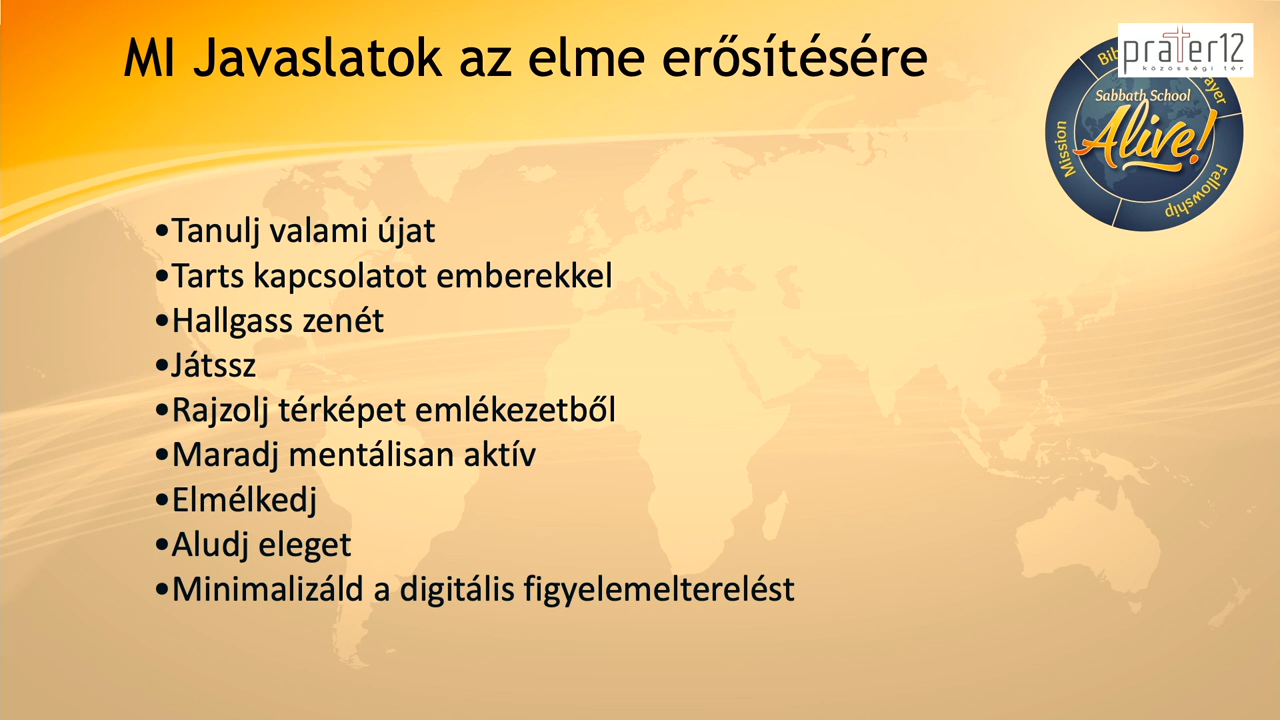 MI Javaslatok az elme erősítésére
prater12
közösségi tér
Sabbath School
Alive!
Mission
Fellowship
•Tanulj valami újat
•Tarts kapcsolatot emberekkel
•Hallgass zenét
•Játssz
•Rajzolj térképet emlékezetből
•Maradj mentálisan aktív
•Elmélkedj
•Aludj eleget
•Minimalizáld a digitális figyelemelterelést